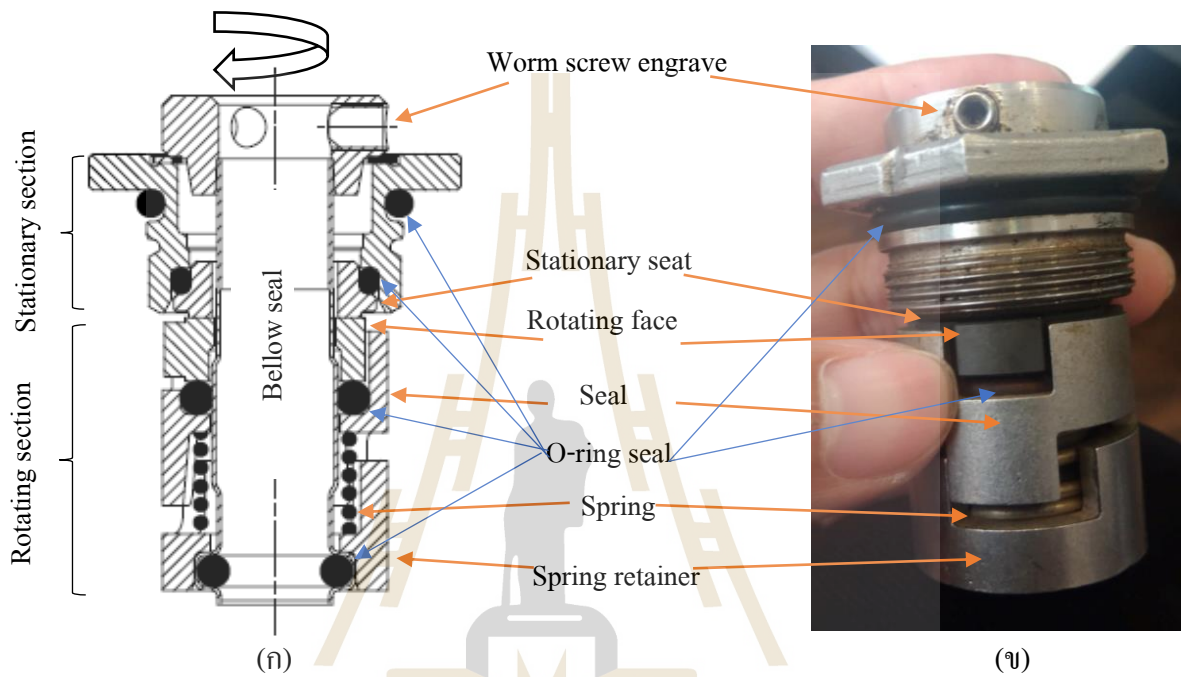 Worm screw engrave
Stationary section
Stationary seat
Rotating face
Bellow seal
Seal
Rotating section
O-ring seal
Spring
Spring retainer
(ก)
(ข)